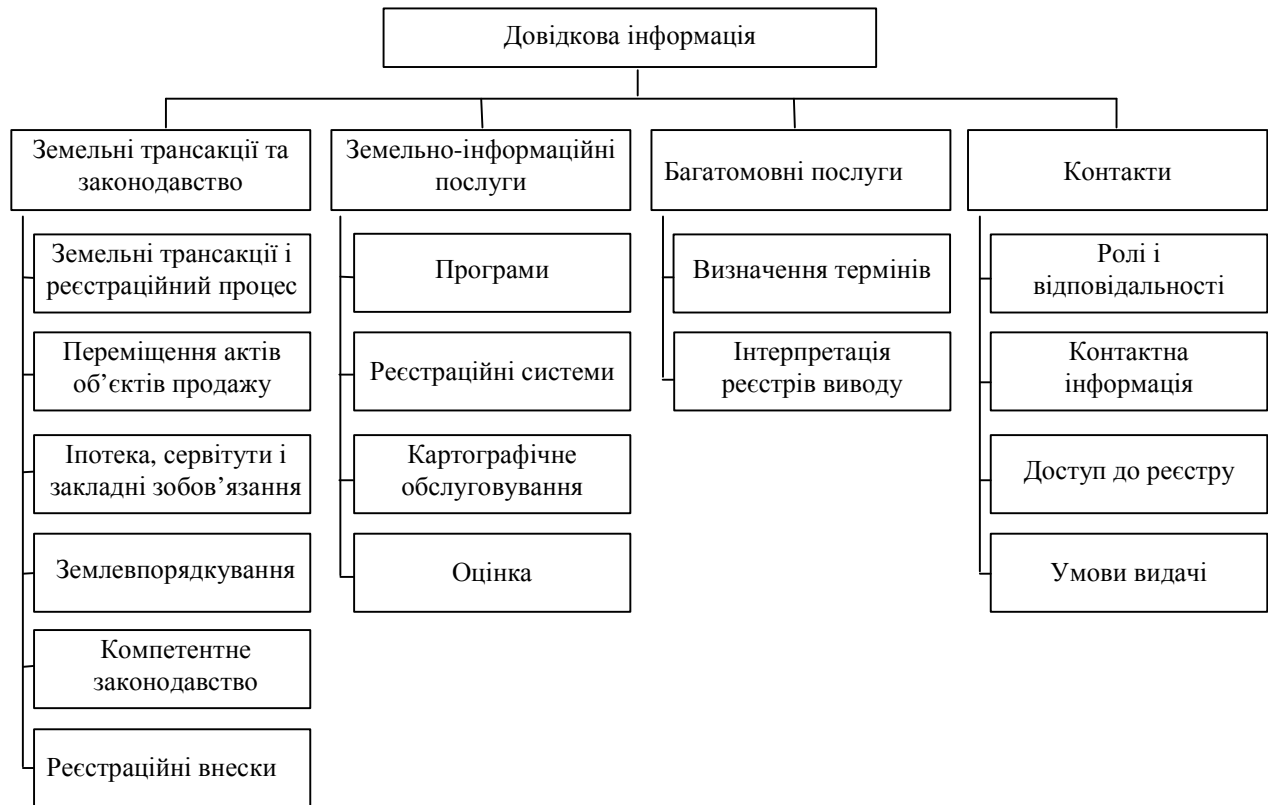 Довідкова інформація
Земельні трансакції та
законодавство
Земельні трансакції і
реєстраційний процес
Переміщення актів
об’єктів продажу
Іпотека, сервітути і
закладні зобов’язання
Землевпорядкування
Компетентне
законодавство
Реєстраційні внески
Земельно-інформаційні
послуги
Програми
Реєстраційні системи
Картографічне
обслуговування
Оцінка
Багатомовні послуги
Визначення термінів
Інтерпретація
реєстрів виводу
Контакти
Ролі і
відповідальності
Контактна
інформація
Доступ до реєстру
Умови видачі